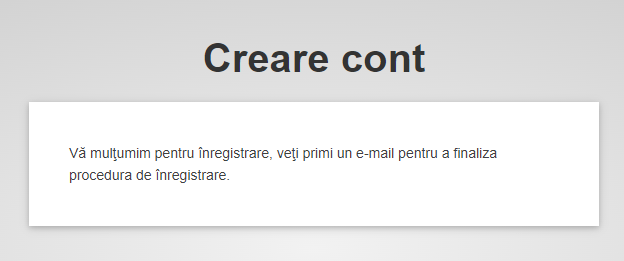 Creare cont
Vă mulţumim pentru înregistrare, veţi primi un e-mail pentru a finaliza
procedura de înregistrare.